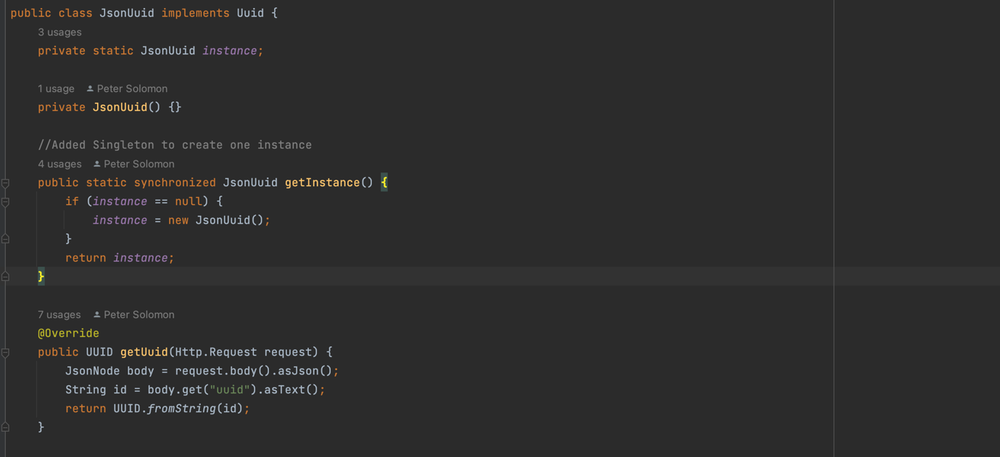 public class JsonUuid implements Uuid {
3 usages
private static JsonUuid instance;
1 usage Peter Solomon
private JsonUuid() {}
//Added Singleton to create one instance
4 usages Peter Solomon
public static synchronized JsonUuid getInstance() {
if (instance == null) {
instance = new JsonUuid();
}
return instance;
}
7 usages Peter Solomon
@Override
public UUID getUuid(Http.Request request) {
JsonNode body = request.body().asJson();
String id = body.get("uuid").asText();
return UUID.fromString(id);
}